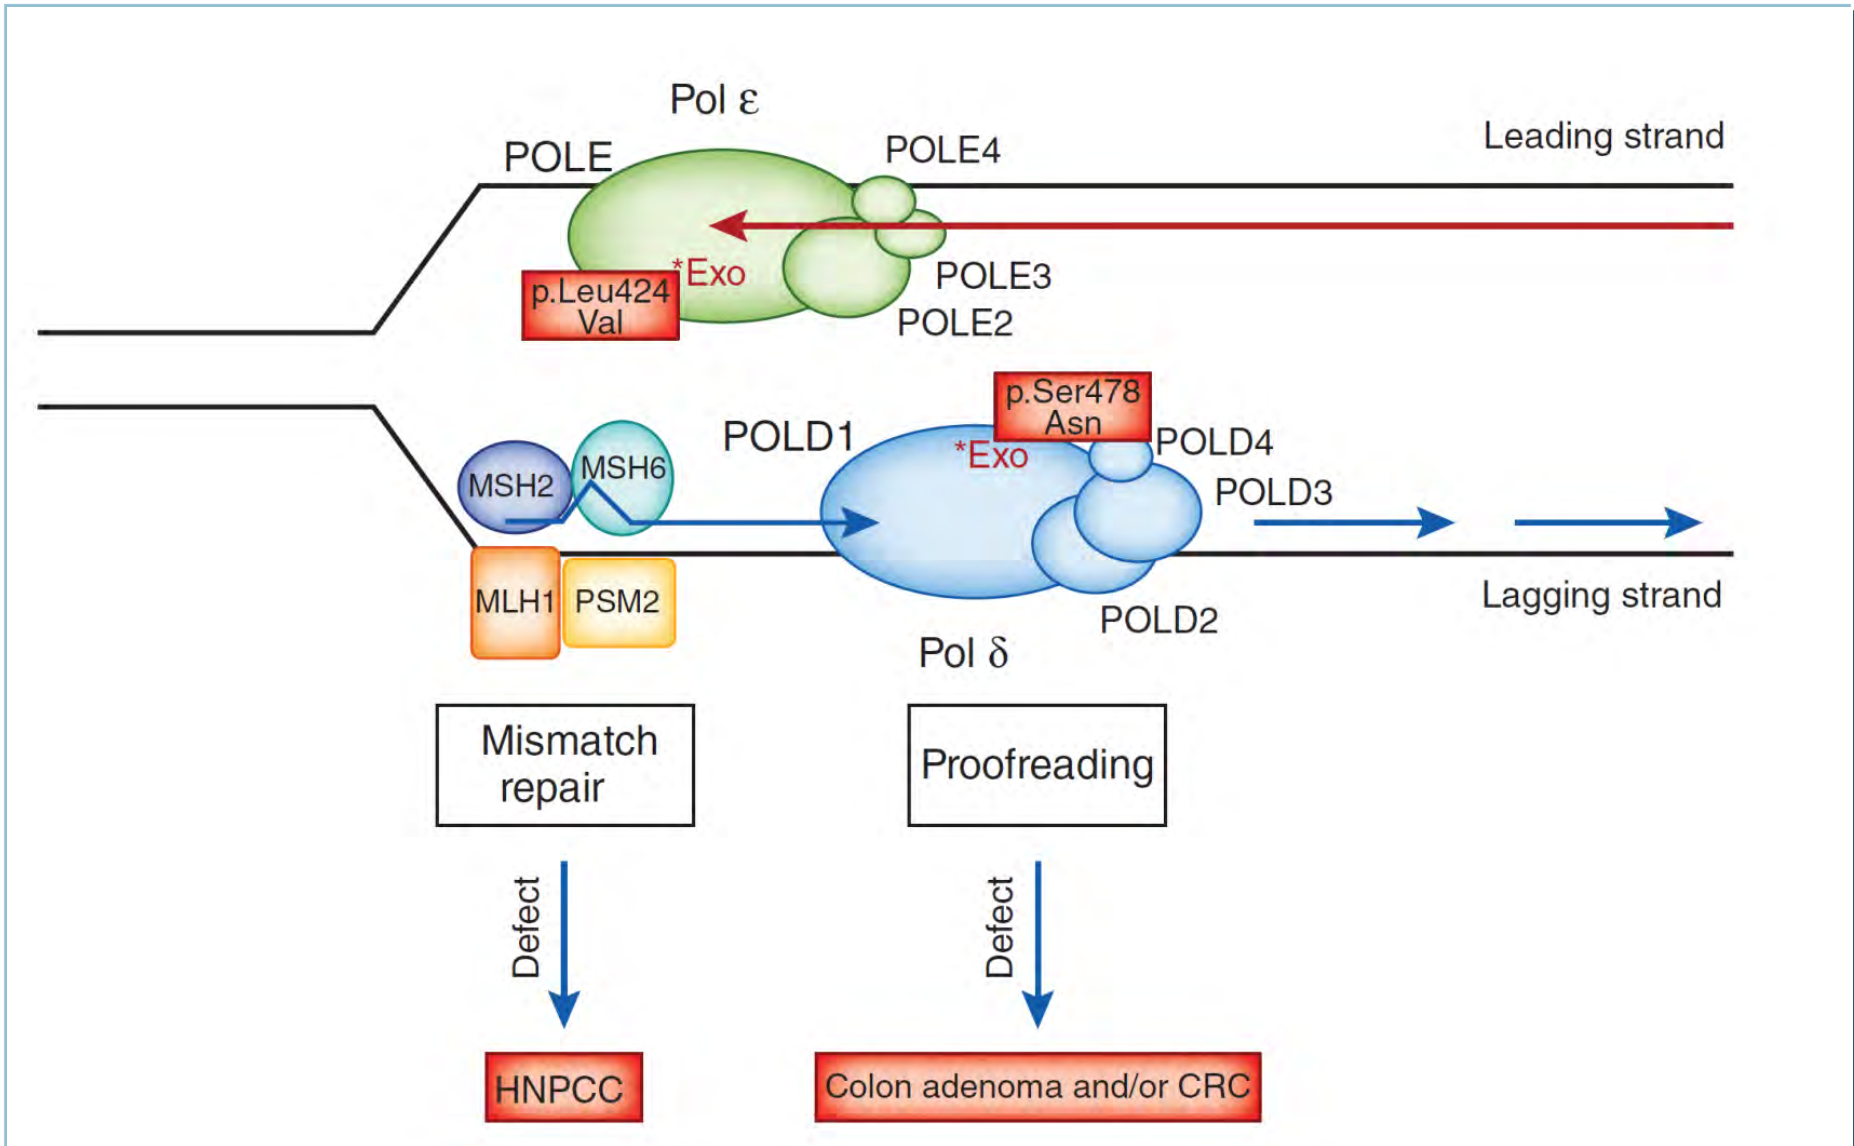 Pol ε
POLE
POLE4
Leading strand
*Exo
POLE3
p.Leu424
Val
POLE2
p.Ser478
Asn
POLD1
*Exo
POLD4
MSH2
MSH6
POLD3
MLH1
PSM2
Lagging strand
POLD2
Pol δ
Mismatch
repair
Proofreading
Defect
Defect
HNPCC
Colon adenoma and/or CRC